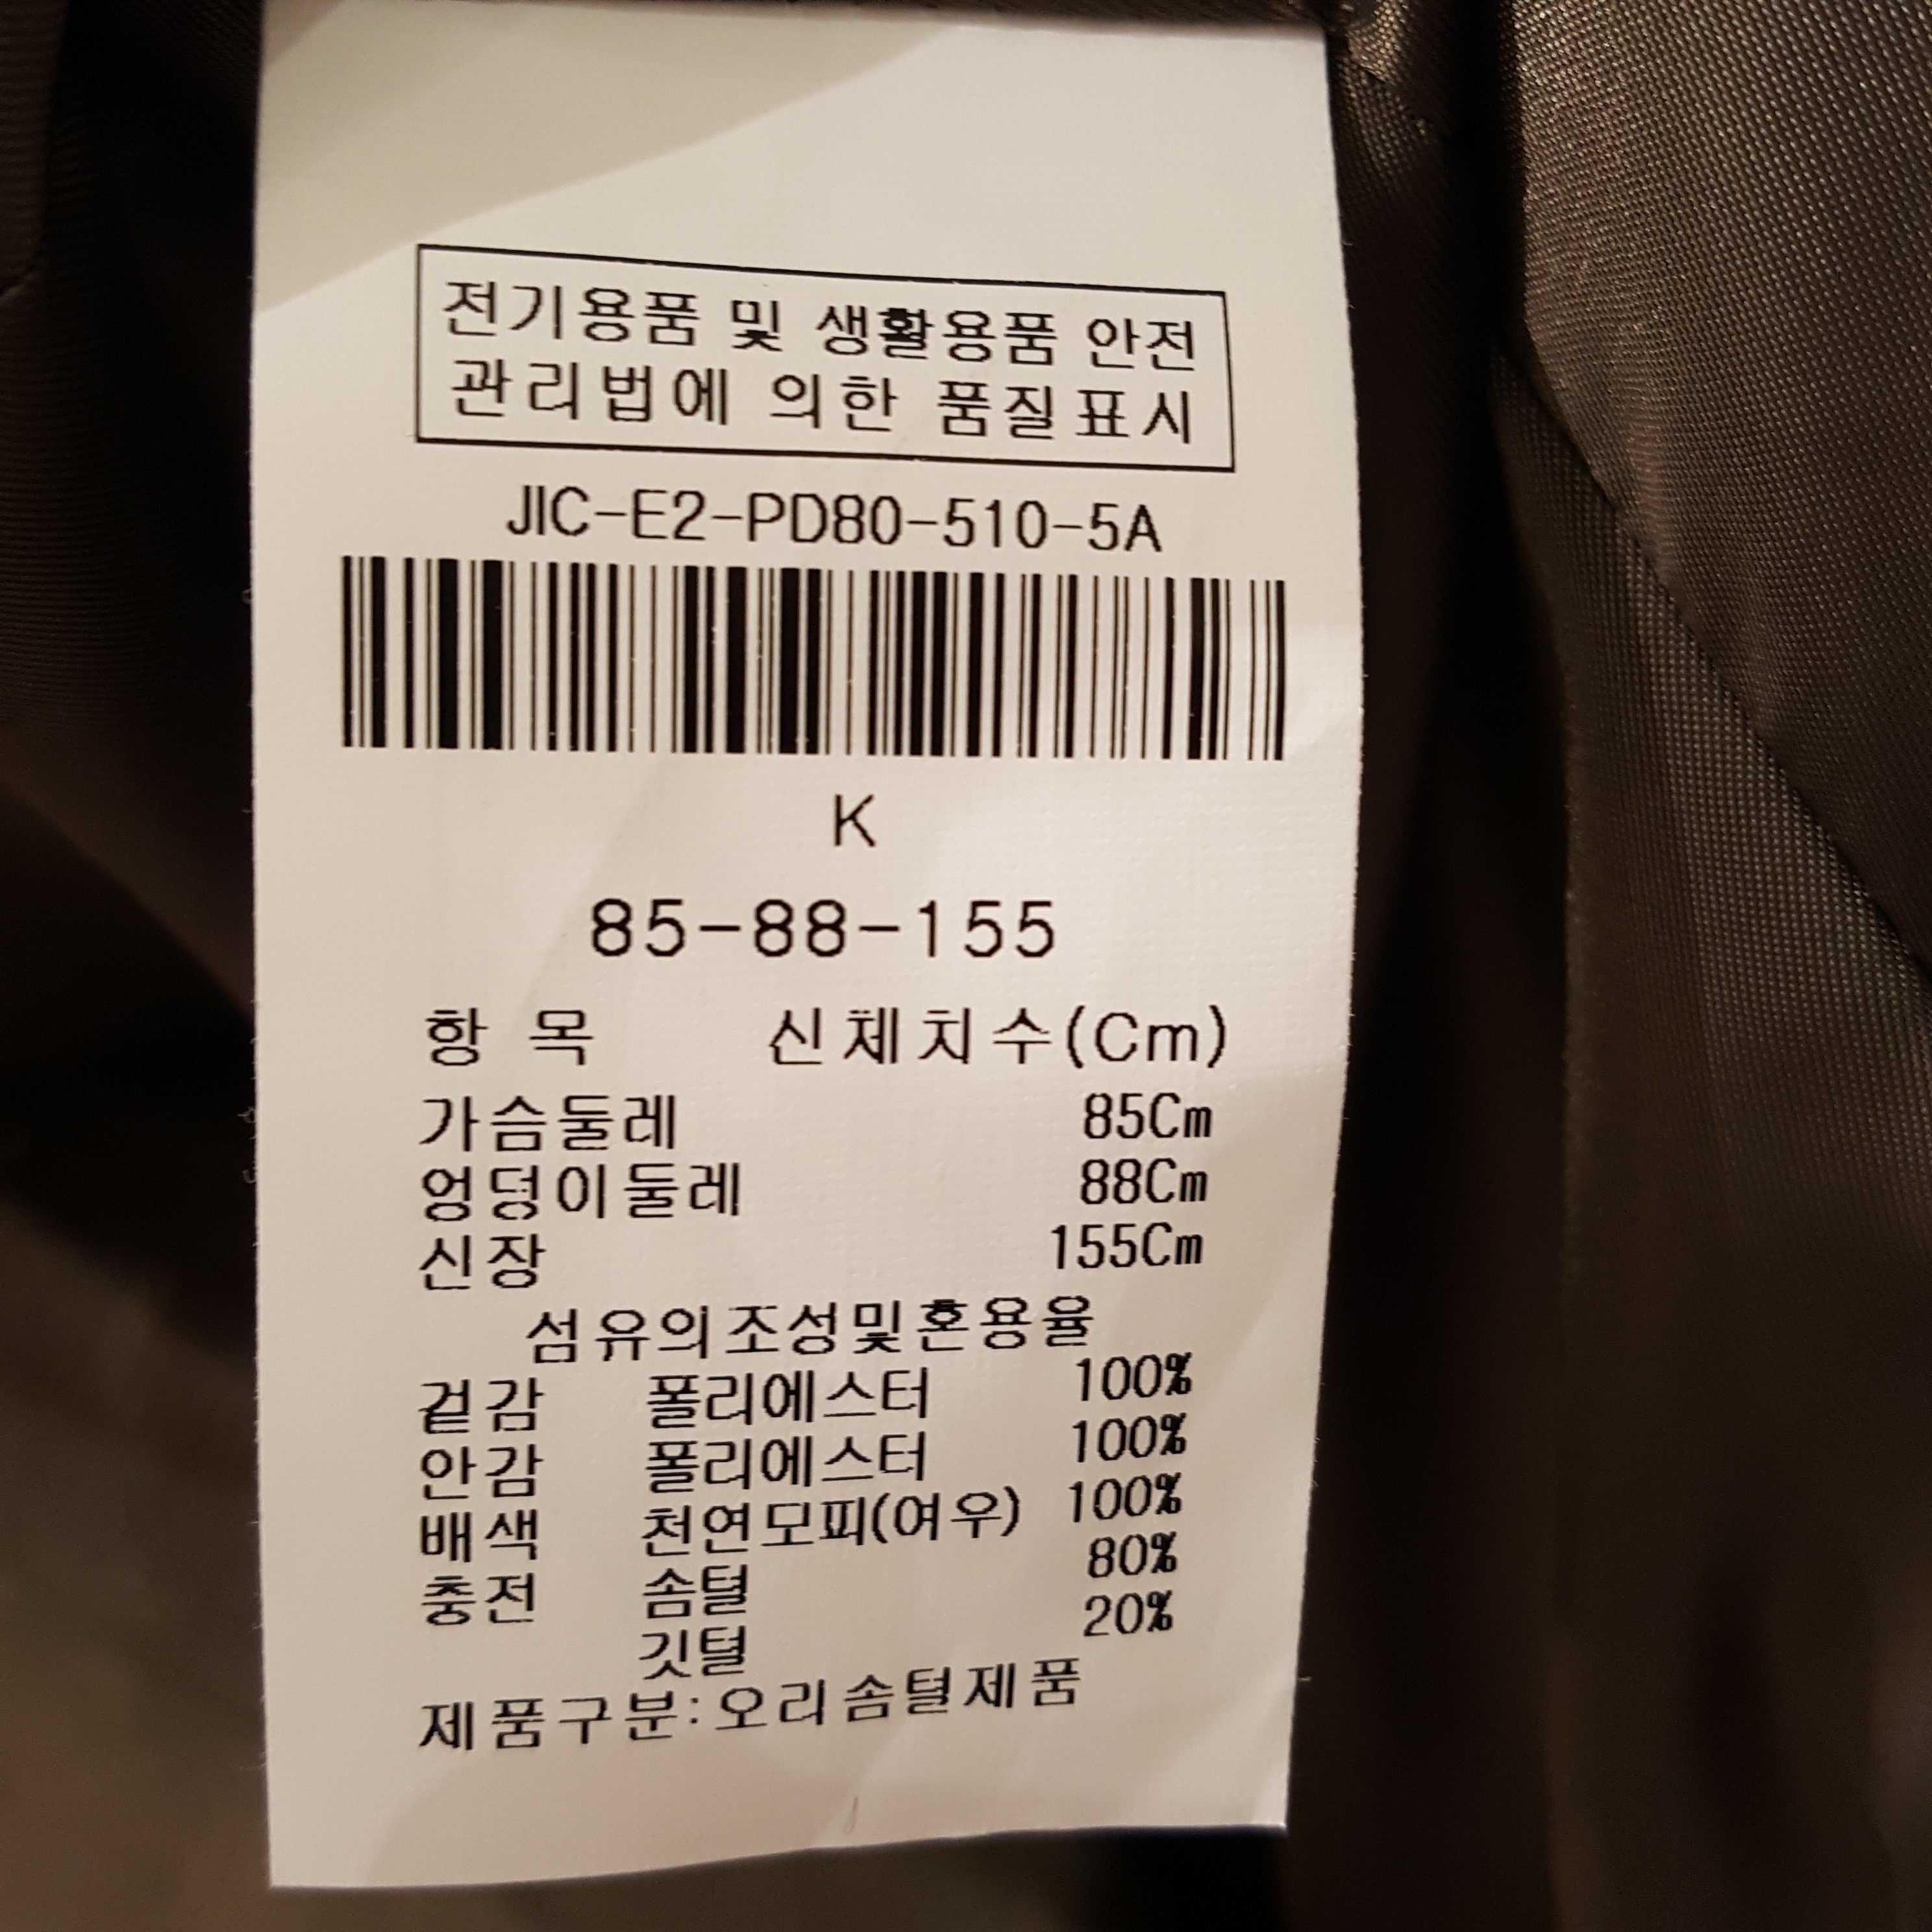 전기용품 및 생활용품 안전
관리법에 의한 품질표시
JIC-E2-PD80-510-5A
K
85-88-155
항 목 신체치수(Cm)
가슴둘레 85Cm
엉덩이둘레 88Cm
신장 155Cm
섬유의조성및혼용율
겉감 폴리에스터 100%
안감 폴리에스터 100%
배색 천연모피(여우) 100%
충전 솜털 80%
깃털 20%
제품구분:오리솜털제품